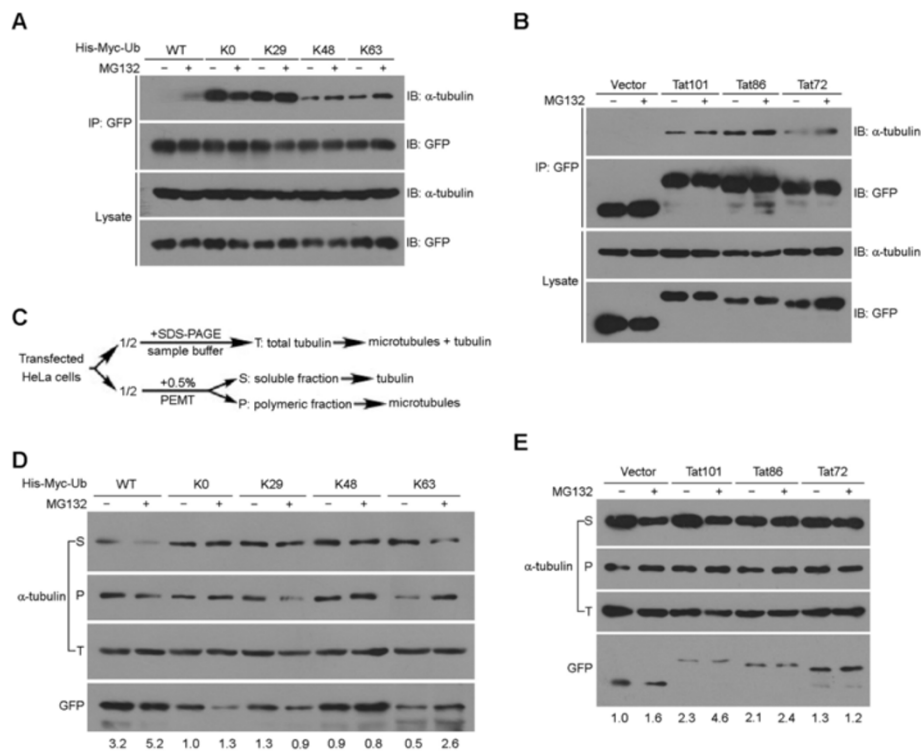 A
His-Myc-Ub WT K0 K29 K48 K63
MG132 – + – + – + – + – +
IP: GFP
IB: α-tubulin
IB: GFP
Lysate
IB: α-tubulin
IB: GFP
B
Vector Tat101 Tat86 Tat72
MG132 – + – + – + – +
IP: GFP
IB: α-tubulin
IB: GFP
Lysate
IB: α-tubulin
IB: GFP
C
Transfected
HeLa cells
1/2 +SDS-PAGE
sample buffer
T: total tubulin microtubules + tubulin
1/2 +0.5%
PEMT
S: soluble fraction tubulin
P: polymeric fraction microtubules
D
His-Myc-Ub WT K0 K29 K48 K63
MG132 – + – + – + – + – +
S
α-tubulin P
T
GFP
3.2 5.2 1.0 1.3 1.3 0.9 0.9 0.8 0.5 2.6
E
Vector Tat101 Tat86 Tat72
MG132 – + – + – + – +
S
α-tubulin P
T
GFP
1.0 1.6 2.3 4.6 2.1 2.4 1.3 1.2